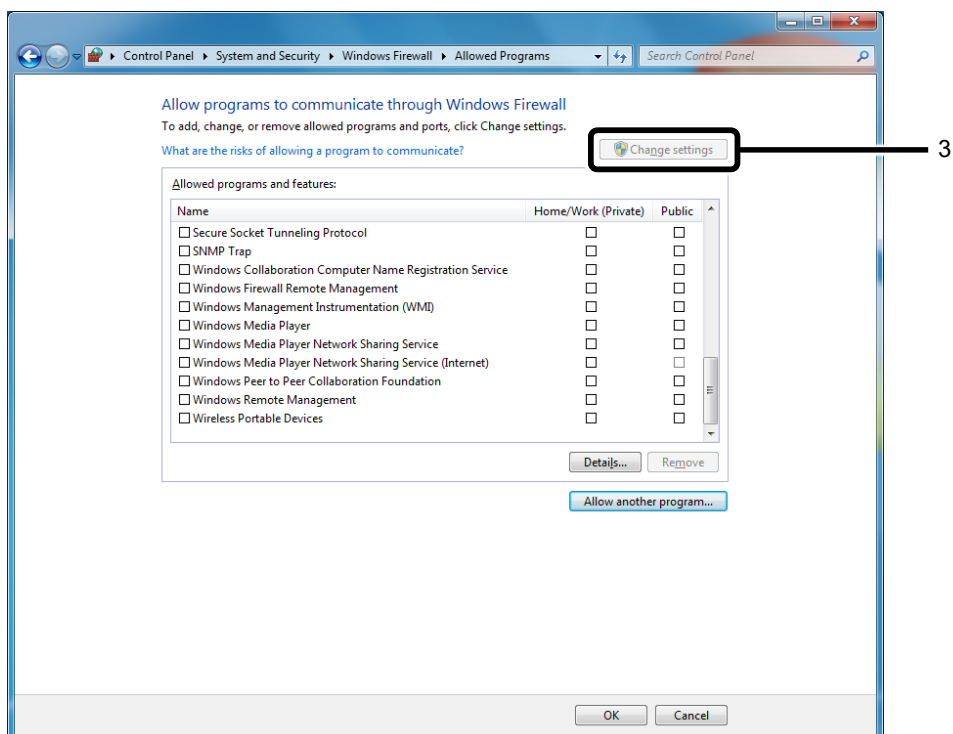 Control Panel System and Security Windows Firewall Allowed Programs Search Control Panel
Allow programs to communicate through Windows Firewall
To add, change, or remove allowed programs and ports, click Change settings.
What are the risks of allowing a program to communicate? Change settings 3
Allowed programs and features:
Name Home/Work (Private) Public
Secure Socket Tunneling Protocol
SNMP Trap
Windows Collaboration Computer Name Registration Service
Windows Firewall Remote Management
Windows Management Instrumentation (WMI)
Windows Media Player
Windows Media Player Network Sharing Service
Windows Media Player Network Sharing Service (Internet)
Windows Peer to Peer Collaboration Foundation
Windows Remote Management
Wireless Portable Devices
Details... Remove
Allow another program...
OK Cancel